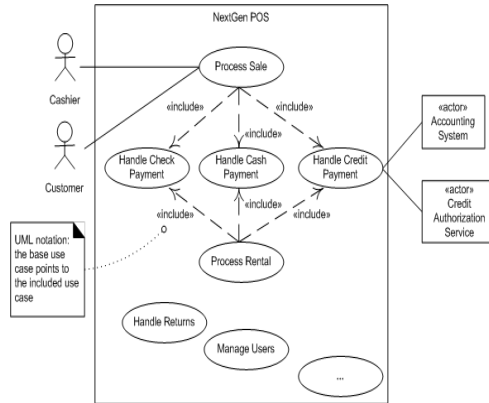 NextGen POS
Process Sale
Cashier
«include»
«include»
«include»
«actor»
Accounting
System
Handle Check
Payment
Handle Cash
Payment
Handle Credit
Payment
Customer
«actor»
Credit
Authorization
Service
«include»
«include»
«include»
UML notation:
the base use
case points to
the included use
case
Process Rental
Handle Returns
Manage Users
...